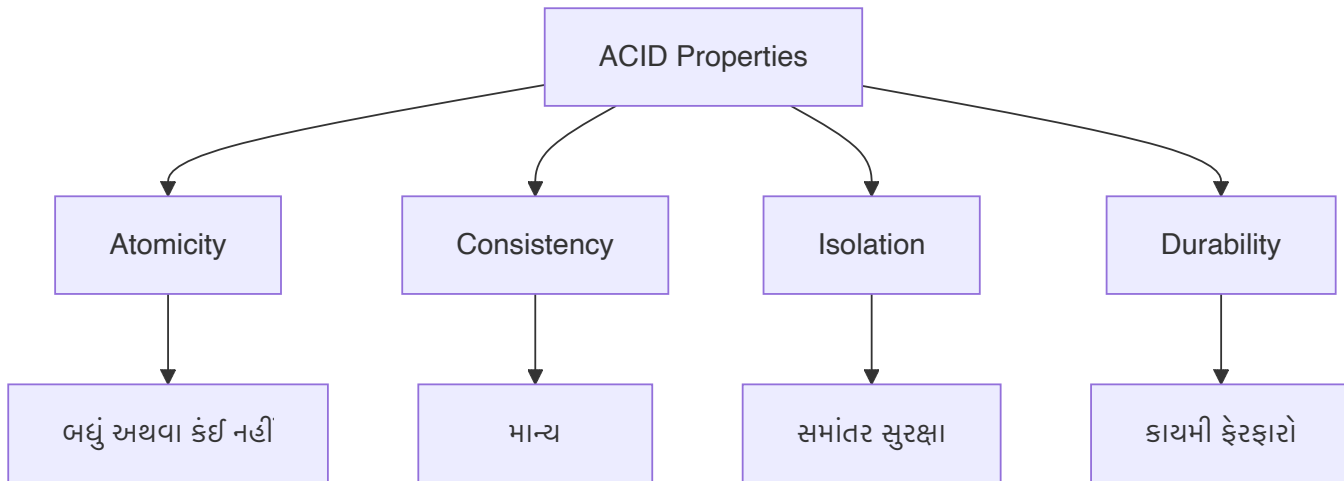 ACID Properties
Atomicity
Consistency
Isolation
Durability
બધું અથવા કંઈ નહીં
માન્ય
સમાંતર સુરક્ષા
કાયમી ફેરફારો